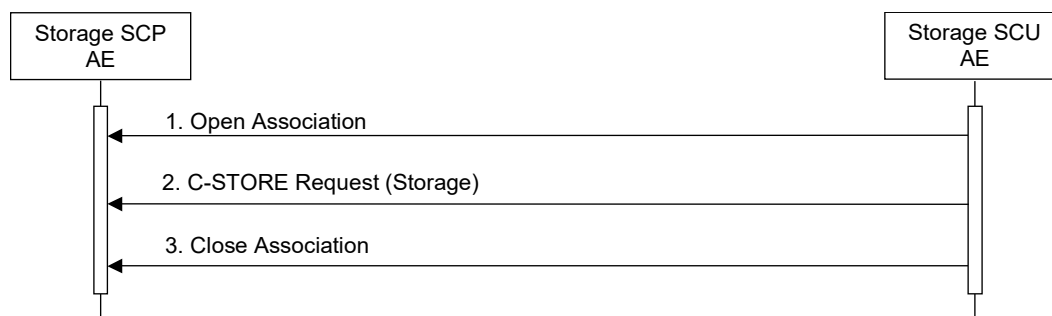 Storage SCP
AE
Storage SCU
AE
1. Open Association
2. C-STORE Request (Storage)
3. Close Association